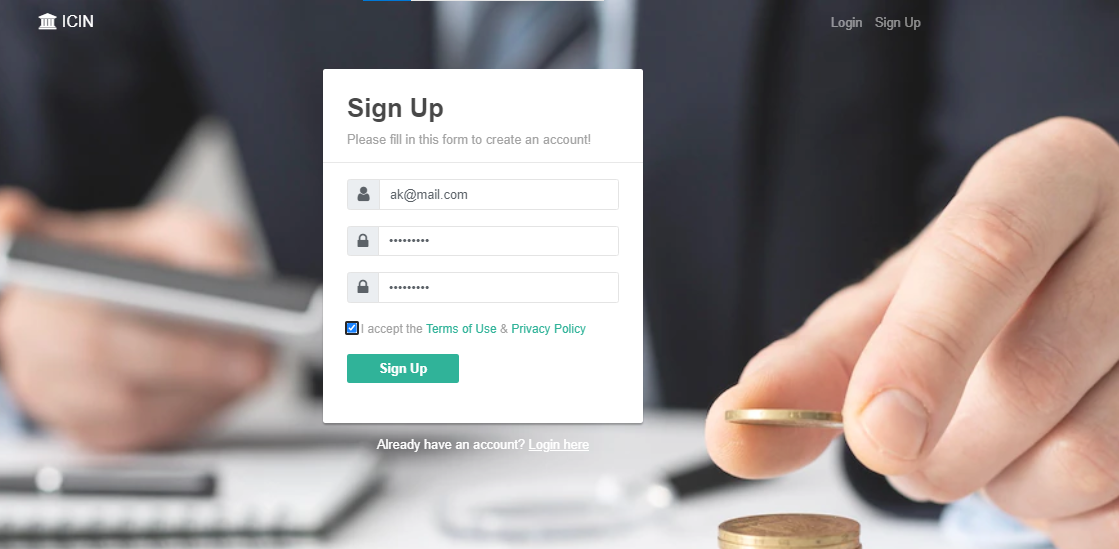 ICIN
Login Sign Up
Sign Up
Please fill in this form to create an account!
ak@mail.com
•••••••••
•••••••••
I accept the Terms of Use & Privacy Policy
Sign Up
Already have an account? Login here